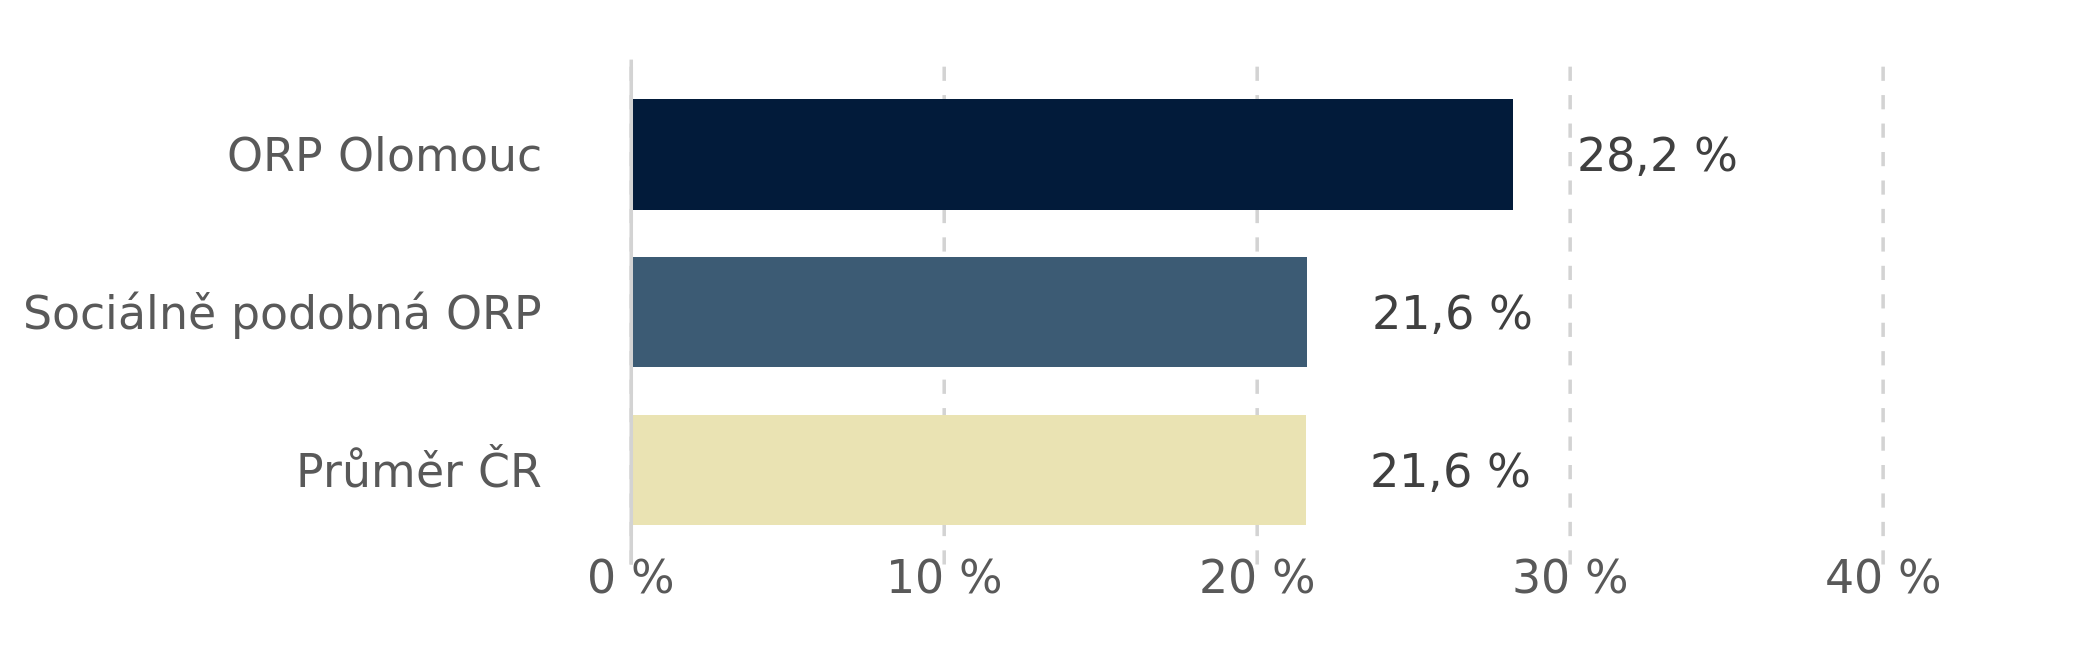 ORP Olomouc
28,2 %
Sociálně podobná ORP
21,6 %
Průměr ČR
21,6 %
0 % 10 % 20 % 30 % 40 %